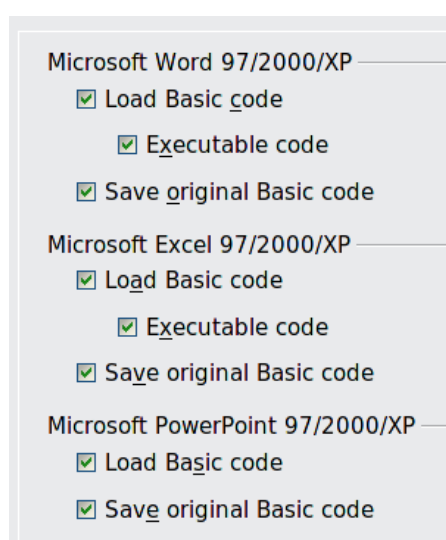 Microsoft Word 97/2000/XP
Load Basic code
Executable code
Save original Basic code
Microsoft Excel 97/2000/XP
Load Basic code
Executable code
Save original Basic code
Microsoft PowerPoint 97/2000/XP
Load Basic code
Save original Basic code